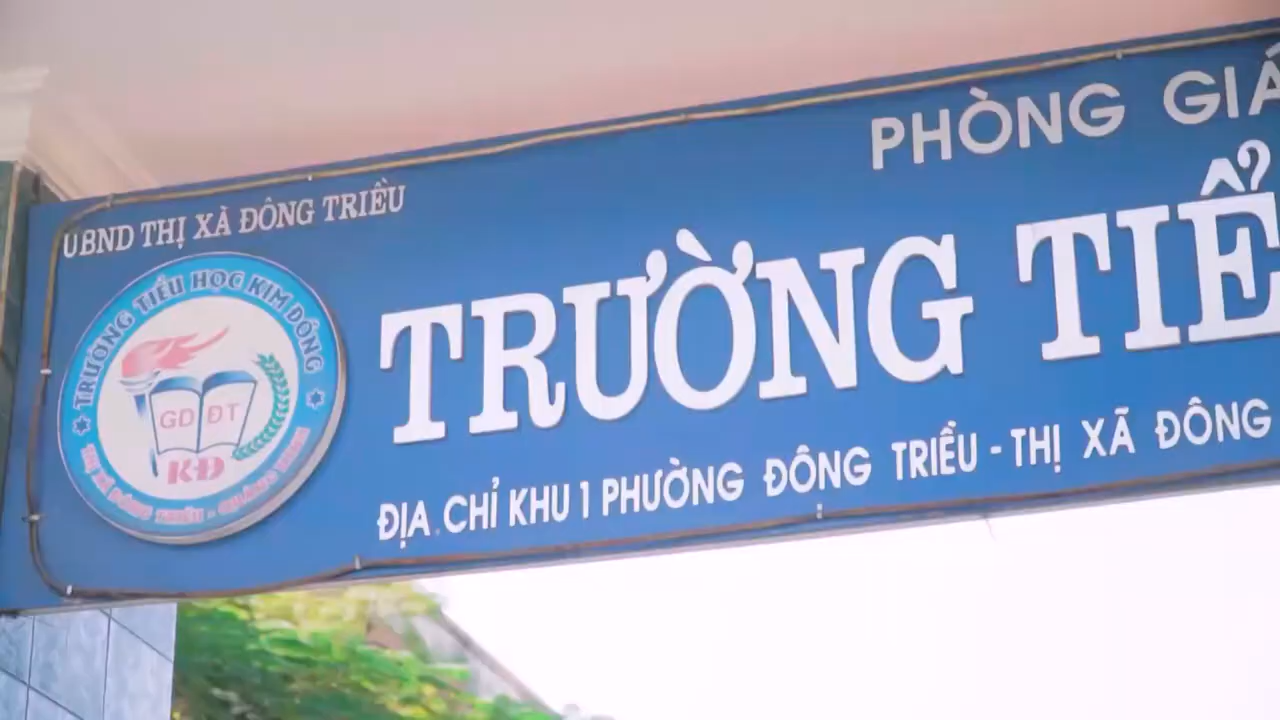 PHÒNG GIÁ
UBND THỊ XÀ ĐÔNG TRIỀU
TRƯỜNG TIỂ
ĐỊA CHỈ KHU 1 PHƯỜNG ĐÔNG TRIỀU - THỊ XÃ ĐÔNG
TRƯỜNG TIỂU HỌC KIM ĐỒNG
GD ĐT
KĐ